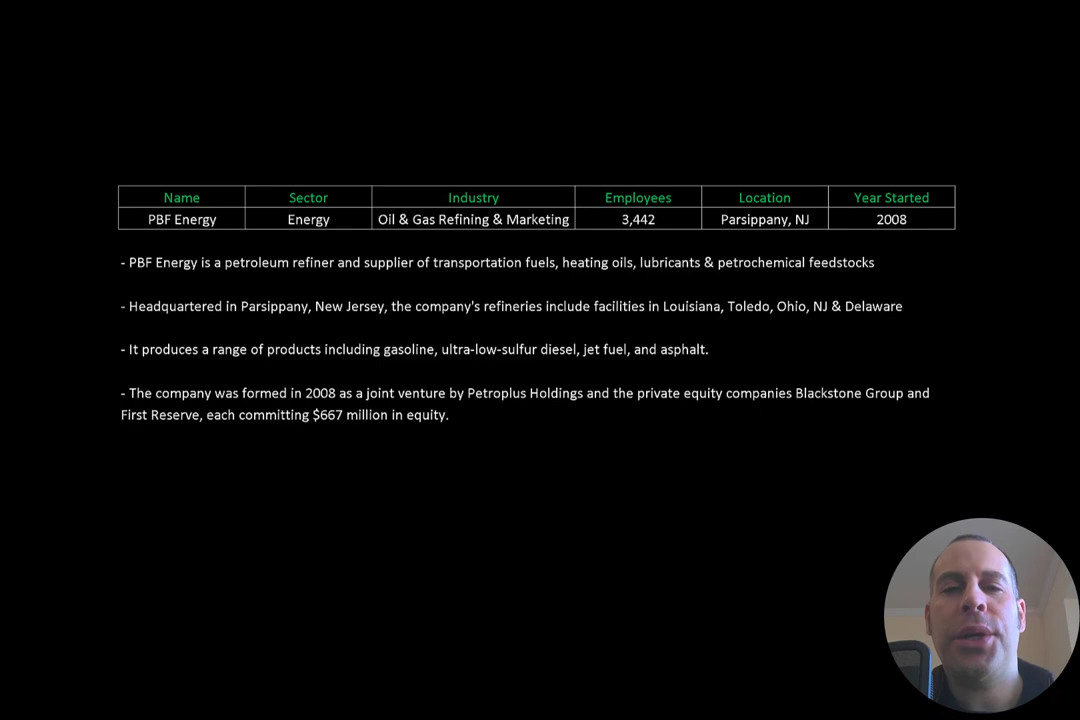 Name Sector Industry Employees Location Year Started
PBF Energy Energy Oil & Gas Refining & Marketing 3,442 Parsippany, NJ 2008
- PBF Energy is a petroleum refiner and supplier of transportation fuels, heating oils, lubricants & petrochemical feedstocks
- Headquartered in Parsippany, New Jersey, the company's refineries include facilities in Louisiana, Toledo, Ohio, NJ & Delaware
- It produces a range of products including gasoline, ultra-low-sulfur diesel, jet fuel, and asphalt.
- The company was formed in 2008 as a joint venture by Petroplus Holdings and the private equity companies Blackstone Group and
First Reserve, each committing $667 million in equity.